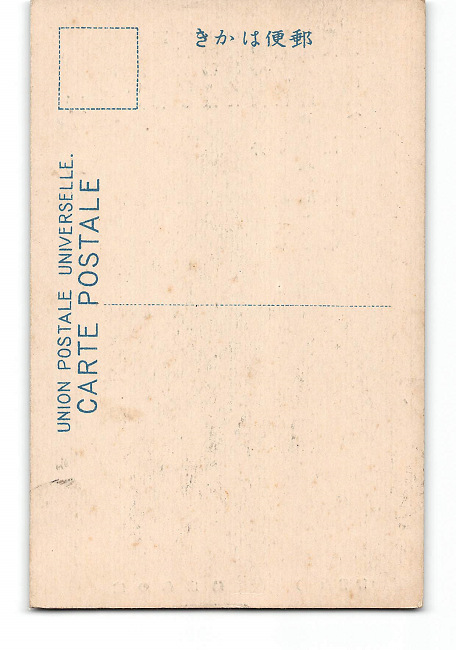 郵便はかき
UNION POSTALE UNIVERSELLE.
CARTE POSTALE